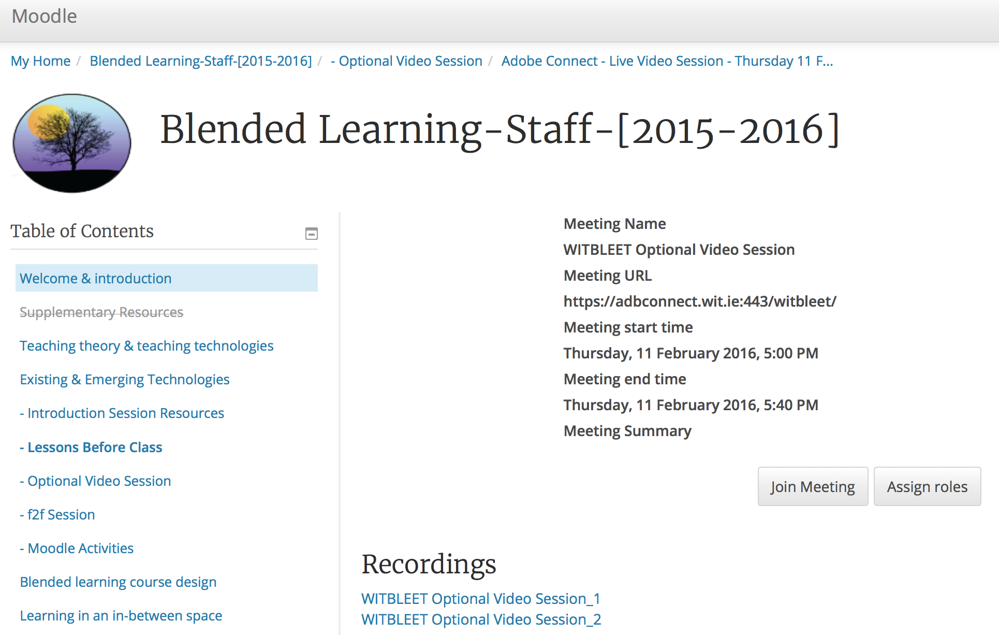 Moodle
My Home / Blended Learning-Staff-[2015-2016] / - Optional Video Session / Adobe Connect - Live Video Session - Thursday 11 F...
Blended Learning-Staff-[2015-2016]
Table of Contents
Welcome & introduction
Supplementary Resources
Teaching theory & teaching technologies
Existing & Emerging Technologies
- Introduction Session Resources
- Lessons Before Class
- Optional Video Session
- f2f Session
- Moodle Activities
Blended learning course design
Learning in an in-between space
Meeting Name
WITBLEET Optional Video Session
Meeting URL
https://adbconnect.wit.ie:443/witbleet/
Meeting start time
Thursday, 11 February 2016, 5:00 PM
Meeting end time
Thursday, 11 February 2016, 5:40 PM
Meeting Summary
Join Meeting Assign roles
Recordings
WITBLEET Optional Video Session_1
WITBLEET Optional Video Session_2